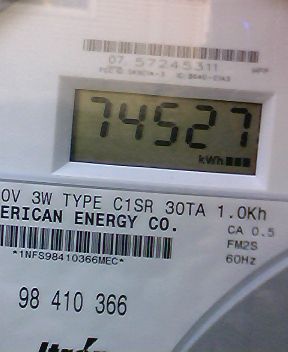 07 57245311
74527
kWh
0V 3W TYPE C1SR 30TA 1.0Kh
ERICAN ENERGY CO.
CA 0.5
FM2S
*1NFS98410366MEC*
60Hz
98 410 366
Itron